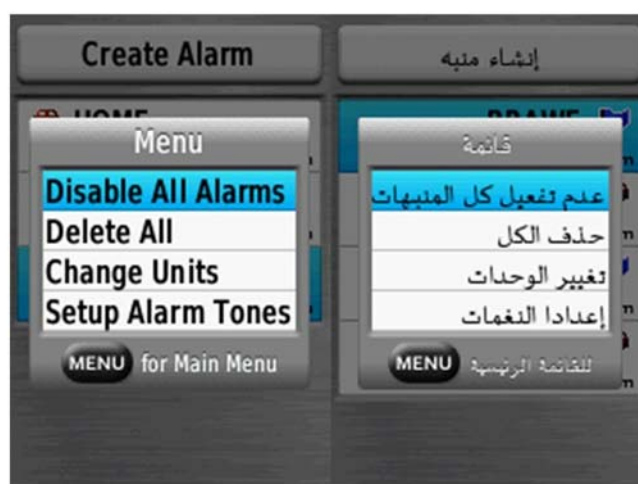 Create Alarm
HOME
Menu
Disable All Alarms
Delete All
Change Units
Setup Alarm Tones
MENU for Main Menu
إنشاء منبه
قائمة
عدم تفعيل كل المنبهات
حذف الكل
تغيير الوحدات
إعدادا النغمات
MENU للقائمة الرئيسية